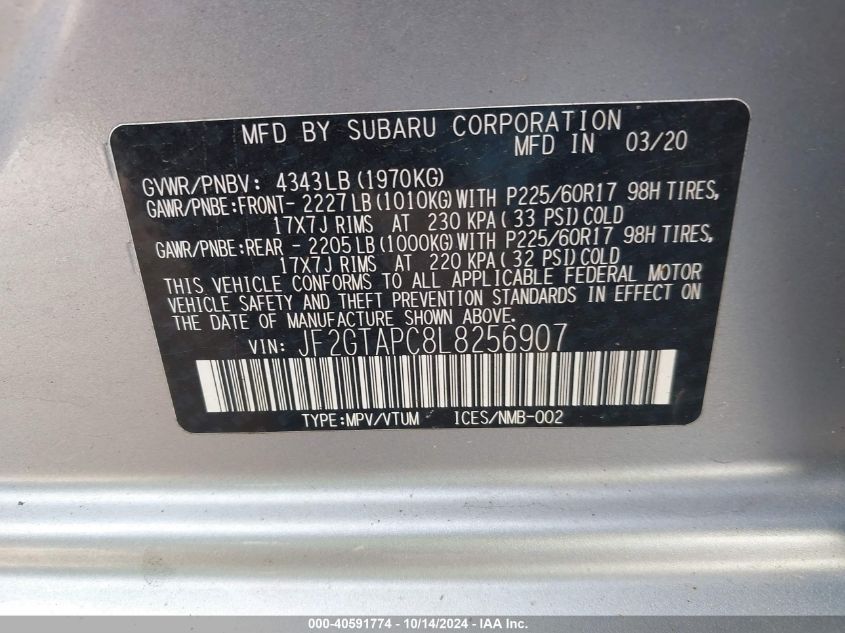 MFD BY SUBARU CORPORATION
MFD IN 03/20
GVWR/PNBV: 4343LB (1970KG)
GAWR/PNBE:FRONT- 2227LB (1010KG) WITH P225/60R17 98H TIRES,
17X7J RIMS AT 230 KPA ( 33 PSI) COLD
GAWR/PNBE:REAR - 2205LB (1000KG) WITH P225/60R17 98H TIRES,
17X7J RIMS AT 220 KPA ( 32 PSI) COLD
THIS VEHICLE CONFORMS TO ALL APPLICABLE FEDERAL MOTOR
VEHICLE SAFETY AND THEFT PREVENTION STANDARDS IN EFFECT ON
THE DATE OF MANUFACTURE SHOWN ABOVE.
VIN: JF2GTAPC8L8256907
TYPE:MPV/VTUM ICES/NMB-002
000-40591774 - 10/14/2024 - IAA Inc.